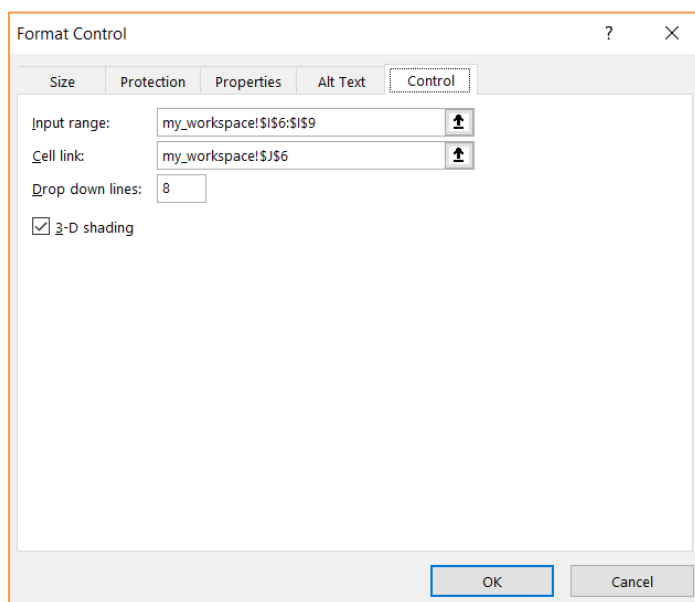 Format Control ?
Size Protection Properties Alt Text Control
Input range: my_workspace!$I$6:$I$9
Cell link: my_workspace!$J$6
Drop down lines: 8
3-D shading
OK Cancel